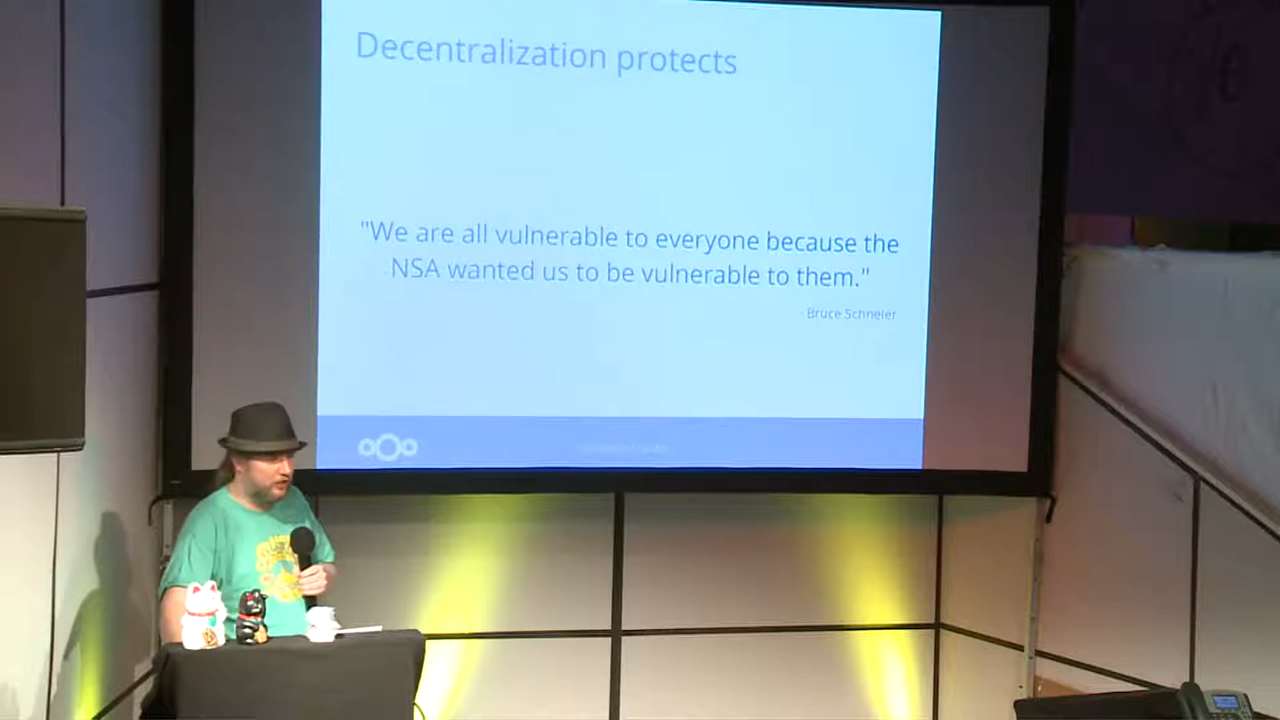 Decentralization protects
"We are all vulnerable to everyone because the
NSA wanted us to be vulnerable to them."
- Bruce Schneier